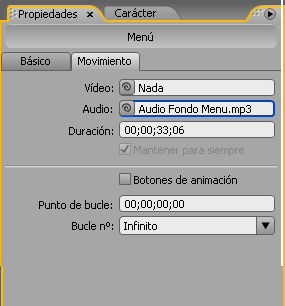 Propiedades x Carácter
Menú
Básico Movimiento
Vídeo: Nada
Audio: Audio Fondo Menu.mp3
Duración: 00;00;33;06
Mantener para siempre
Botones de animación
Punto de bucle: 00;00;00;00
Bucle nº: Infinito